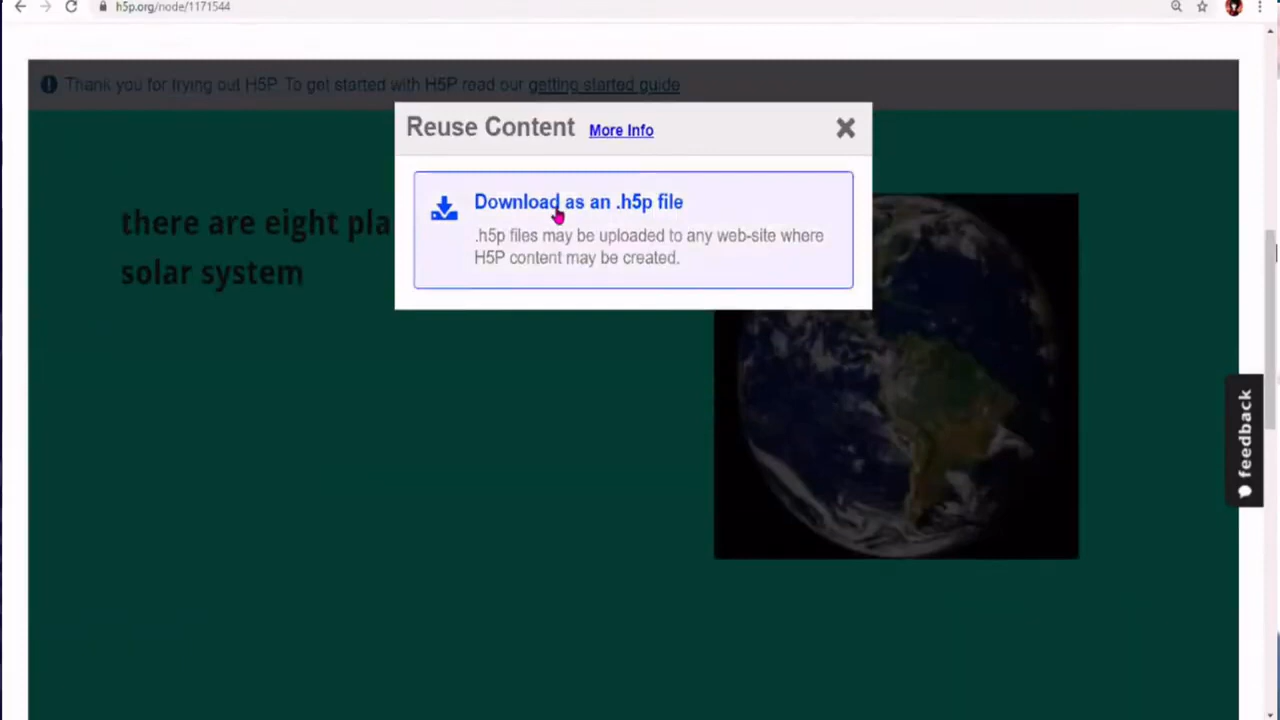 h5p.org/node/1171544
Thank you for trying out H5P. To get started with H5P read our getting started guide
Reuse Content More Info
Download as an .h5p file
.h5p files may be uploaded to any web-site where
H5P content may be created.
there are eight pla
solar system
feedback